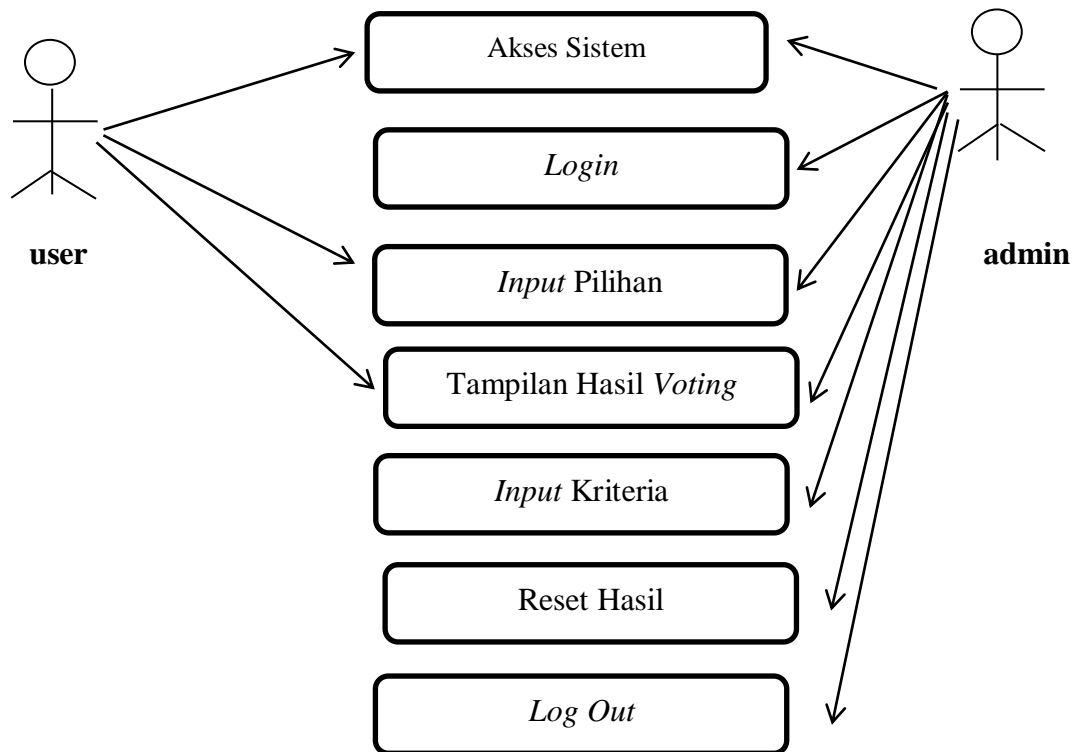 Akses Sistem
Login
user
admin
Input Pilihan
Tampilan Hasil Voting
Input Kriteria
Reset Hasil
Log Out